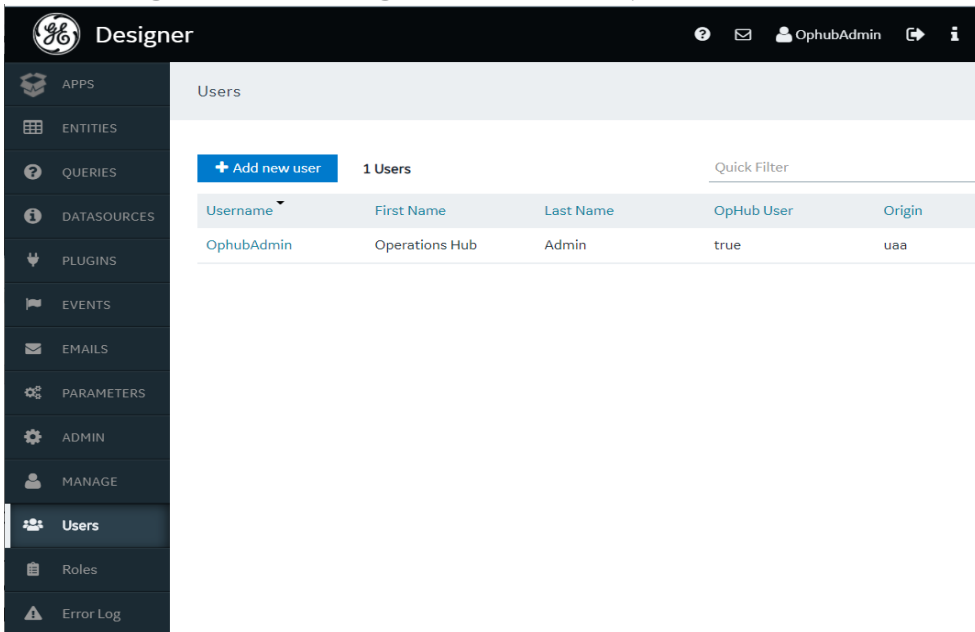 Designer
OphubAdmin
APPS
ENTITIES
QUERIES
DATASOURCES
PLUGINS
EVENTS
EMAILS
PARAMETERS
ADMIN
MANAGE
Users
Roles
Error Log
Users
+ Add new user 1 Users Quick Filter
Username First Name Last Name OpHub User Origin
OphubAdmin Operations Hub Admin true uaa